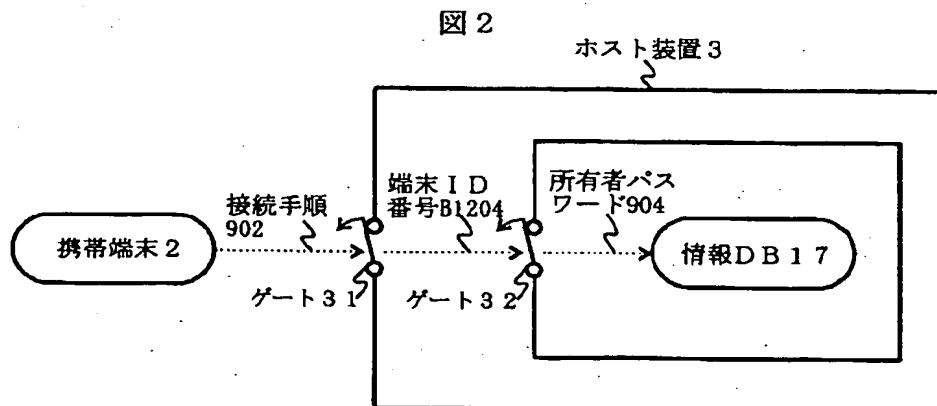 図2
ホスト装置3
接続手順
902
端末ID
番号B1204
所有者パス
ワード904
携帯端末2
情報DB17
ゲート31
ゲート32